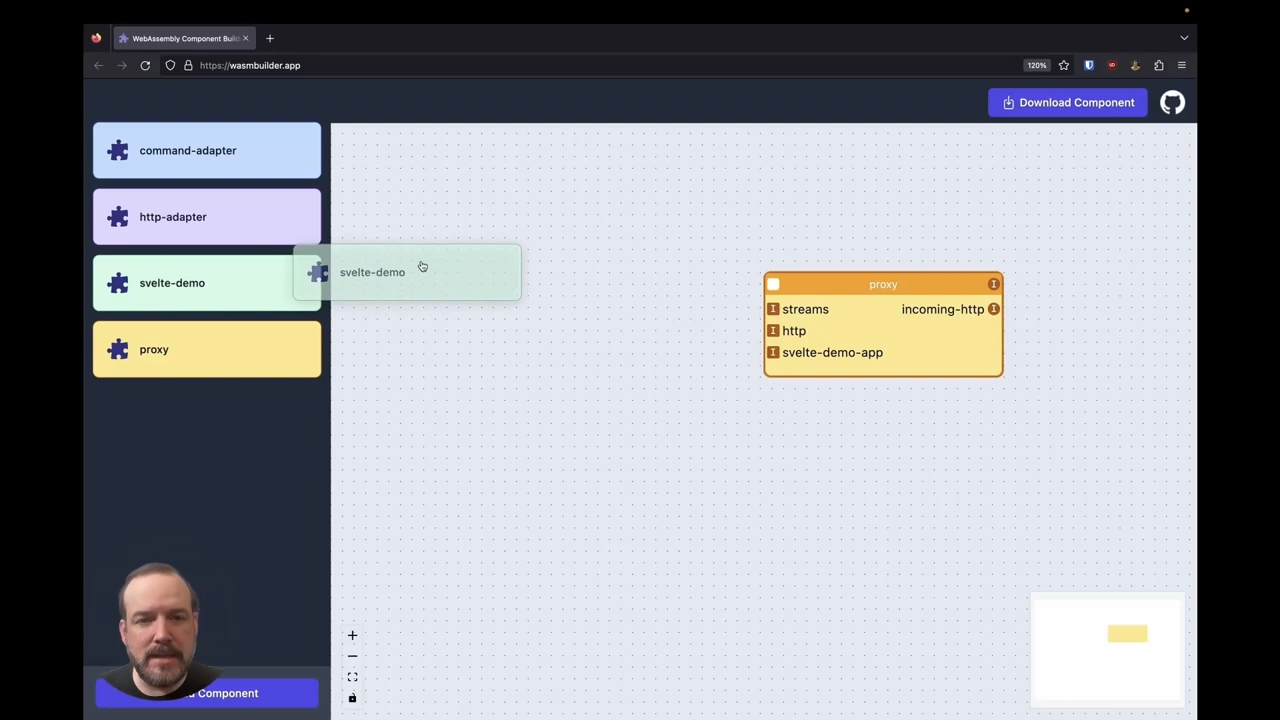 WebAssembly Component Buil
https://wasmbuilder.app
120%
Download Component
command-adapter
http-adapter
svelte-demo
svelte-demo
proxy
proxy
I
I streams
incoming-http I
I http
I svelte-demo-app
Component